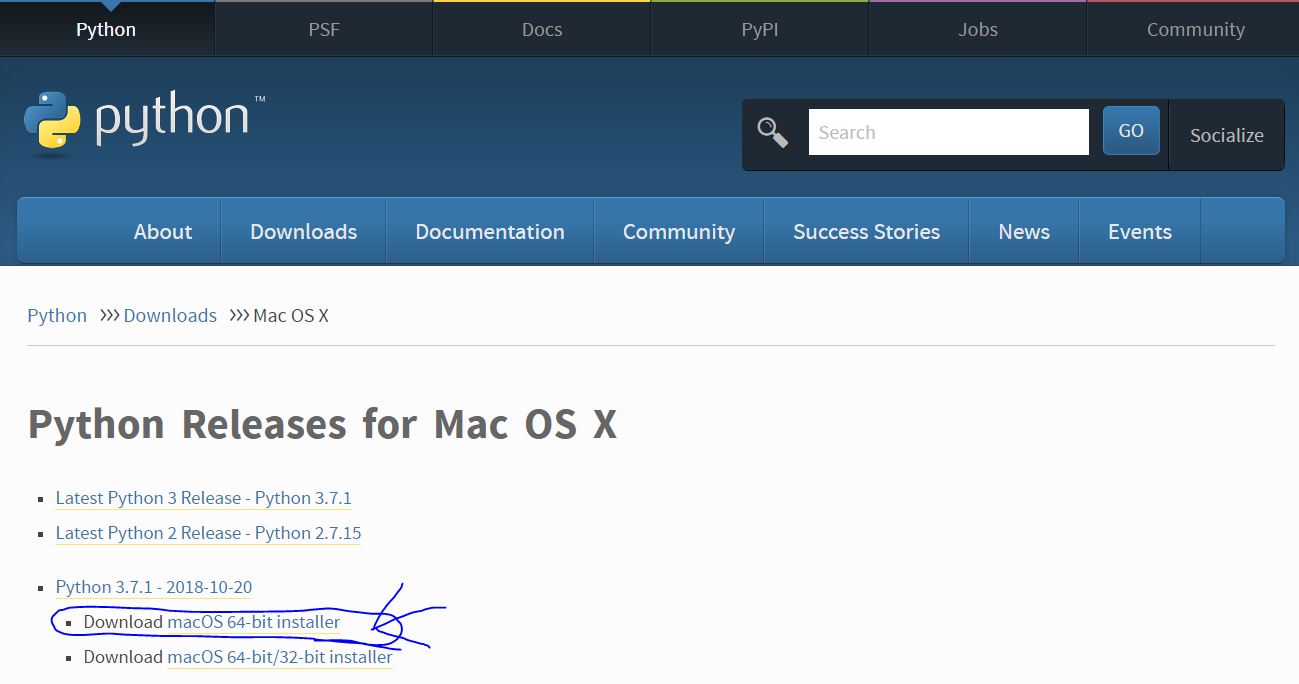 Python PSF Docs PyPI Jobs Community
python™
Search GO Socialize
About Downloads Documentation Community Success Stories News Events
Python >>> Downloads >>> Mac OS X
Python Releases for Mac OS X
Latest Python 3 Release - Python 3.7.1
Latest Python 2 Release - Python 2.7.15
Python 3.7.1 - 2018-10-20
Download macOS 64-bit installer
Download macOS 64-bit/32-bit installer